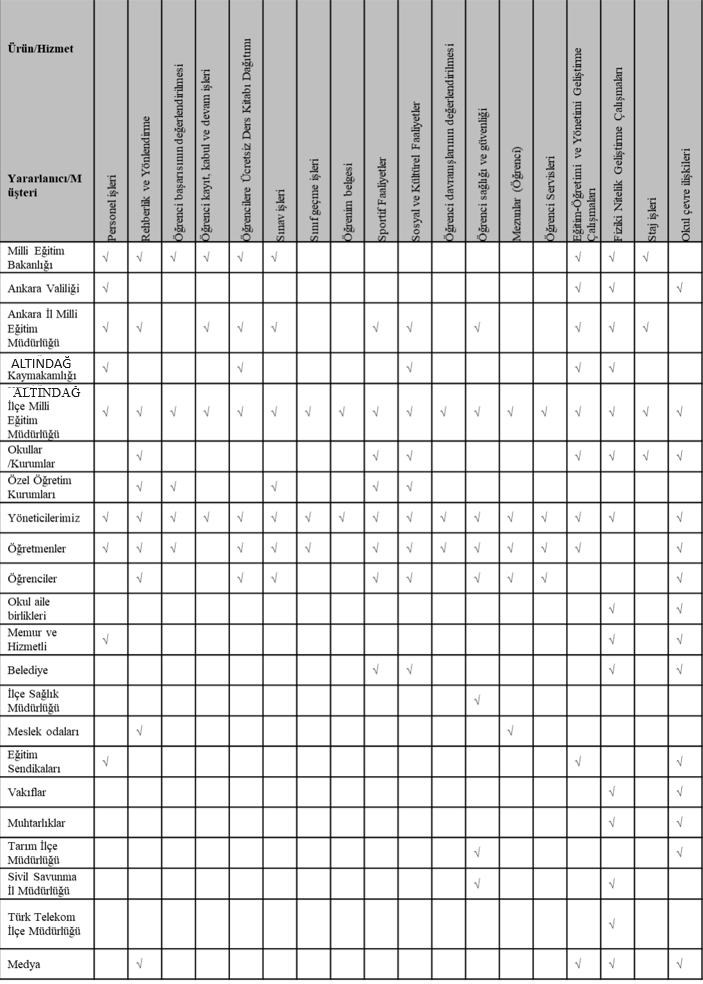 Ürün/Hizmet
Yararlanıcı/M
üşteri
Personel işleri
Rehberlik ve Yönlendirme
Öğrenci başarısının değerlendirilmesi
Öğrenci kayıt, kabul ve devam işleri
Öğrencilere Ücretsiz Ders Kitabı Dağıtımı
Sınav işleri
Sınıf geçme işleri
Öğrenim belgesi
Sportif Faaliyetler
Sosyal ve Kültürel Faaliyetler
Öğrenci davranışlarının değerlendirilmesi
Öğrenci sağlığı ve güvenliği
Mezunlar (Öğrenci)
Öğrenci Servisleri
Eğitim-Öğretimi ve Yönetimi Geliştirme
Çalışmaları
Fiziki Nitelik Geliştirme Çalışmaları
Staj işleri
Okul çevre ilişkileri
Milli Eğitim
Bakanlığı √ √ √ √ √ √ √ √ √
Ankara Valiliği √ √ √ √
Ankara İl Milli
Eğitim
Müdürlüğü √ √ √ √ √ √ √ √ √ √ √
ALTINDAĞ
Kaymakamlığı √ √ √ √ √
ALTINDAĞ
İlçe Milli
Eğitim
Müdürlüğü √ √ √ √ √ √ √ √ √ √ √ √ √ √ √ √ √ √
Okullar
/Kurumlar √ √ √ √ √ √ √
Özel Öğretim
Kurumları √ √ √ √ √
Yöneticilerimiz √ √ √ √ √ √ √ √ √ √ √ √ √ √ √ √ √
Öğretmenler √ √ √ √ √ √ √ √ √ √ √ √ √ √
Öğrenciler √ √ √ √ √ √ √ √ √
Okul aile
birlikleri √ √
Memur ve
Hizmetli √ √ √
Belediye √ √ √ √
İlçe Sağlık
Müdürlüğü √
Meslek odaları √ √
Eğitim
Sendikaları √ √ √
Vakıflar √ √
Muhtarlıklar √ √
Tarım İlçe
Müdürlüğü √ √
Sivil Savunma
İl Müdürlüğü √ √
Türk Telekom
İlçe Müdürlüğü √
Medya √ √ √ √